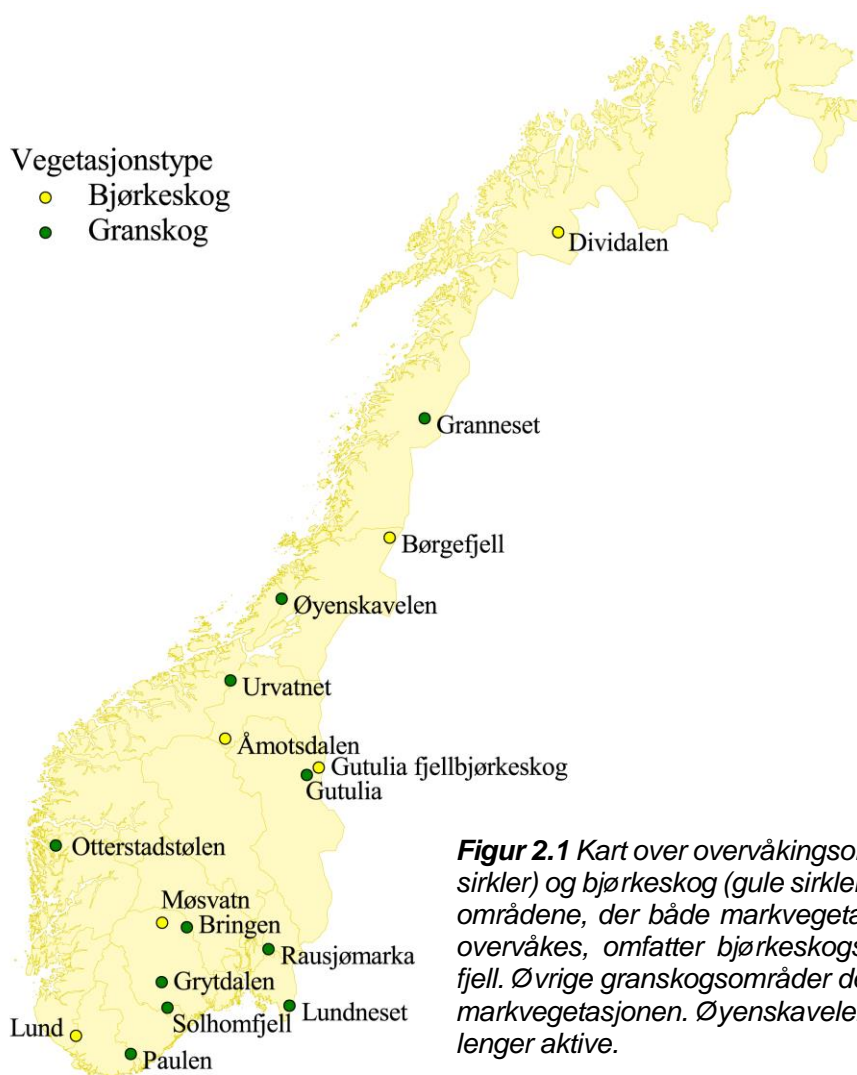 Vegetasjonstype
Bjørkeskog
Granskog
Dividalen
Granneset
Børgefjell
Øyenskavelen
Urvatnet
Åmotsdalen
Gutulia fjellbjørkeskog
Gutulia
Otterstadstølen
Møsvatn
Bringen
Rausjømarka
Grytdalen
Solhomfjell
Lundneset
Lund
Paulen
Figur 2.1 Kart over overvåkingso
sirkler) og bjørkeskog (gule sirkler
områdene, der både markvegeta
overvåkes, omfatter bjørkeskogs
fjell. Øvrige granskogsområder de
markvegetasjonen. Øyenskavele
lenger aktive.